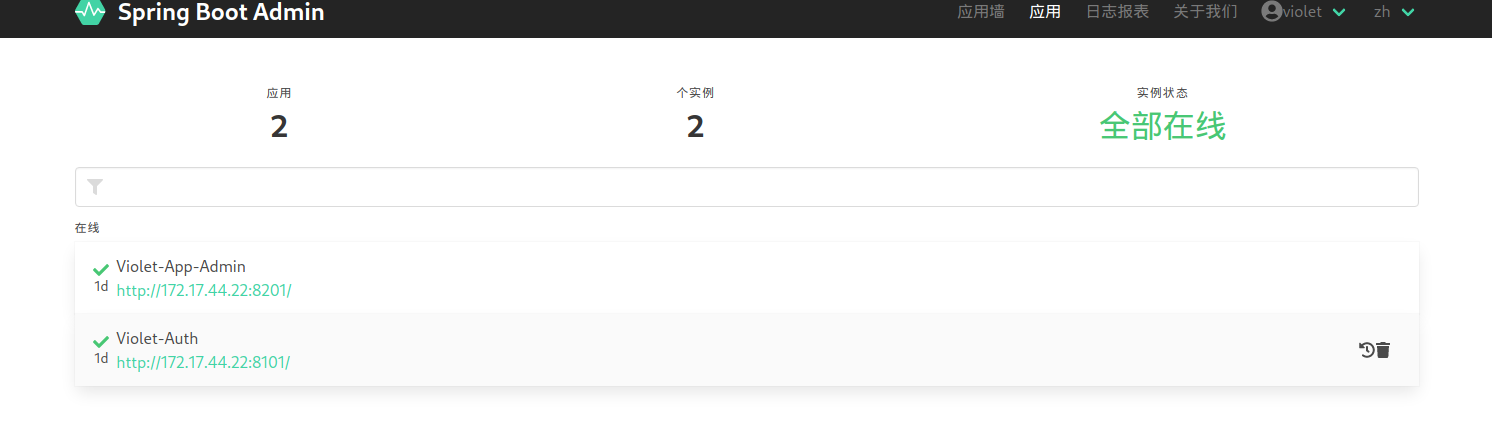 Spring Boot Admin 应用墙 应用 日志报表 关于我们 violet zh
应用 个实例 实例状态
2 2 全部在线
在线
Violet-App-Admin
1d http://172.17.44.22:8201/
Violet-Auth
1d http://172.17.44.22:8101/